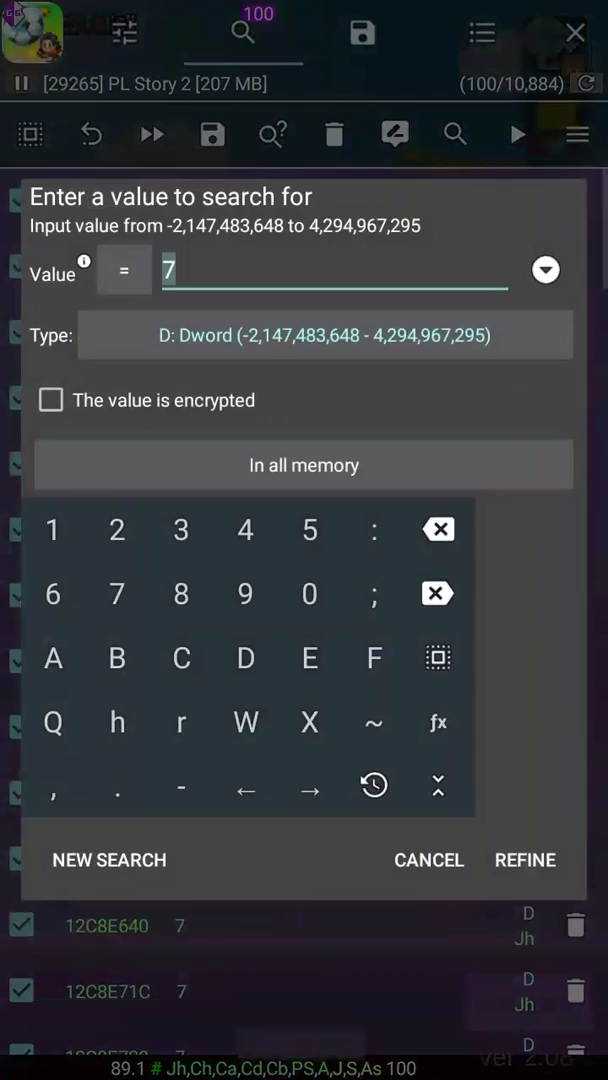 100
[29265] PL Story 2 [207 MB] (100/10,884)
Enter a value to search for
Input value from -2,147,483,648 to 4,294,967,295
Value i = 7
Type: D: Dword (-2,147,483,648 - 4,294,967,295)
The value is encrypted
In all memory
1 2 3 4 5 :
6 7 8 9 0 ;
A B C D E F
Q h r W X ~ ƒx
, . - ← →
NEW SEARCH CANCEL REFINE
12C8E640 7 D
Jh
12C8E71C 7 D
Jh
D
ver 2.08
89.1 # Jh,Ch,Ca,Cd,Cb,PS,A,J,S,As 100